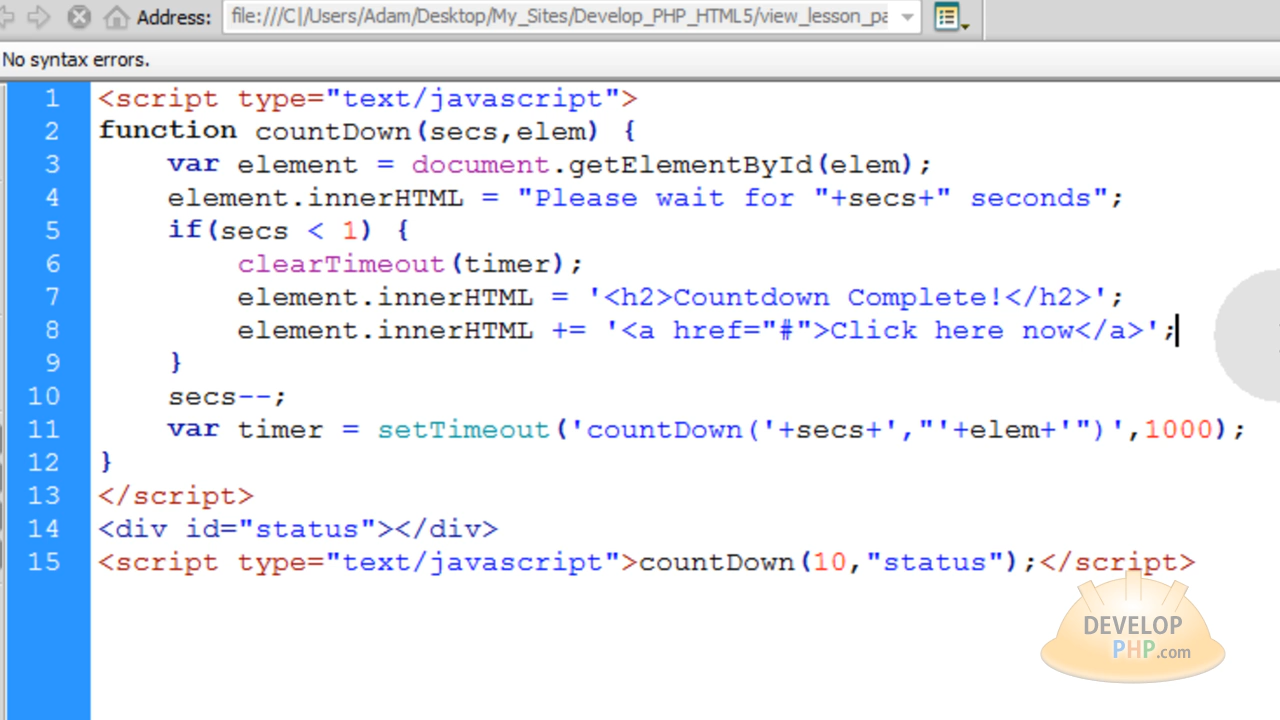 Address: file:///C|/Users/Adam/Desktop/My_Sites/Develop_PHP_HTML5/view_lesson_pa
No syntax errors.
1 <script type="text/javascript">
2 function countDown(secs,elem) {
3     var element = document.getElementById(elem);
4     element.innerHTML = "Please wait for "+secs+" seconds";
5     if(secs < 1) {
6         clearTimeout(timer);
7         element.innerHTML = '<h2>Countdown Complete!</h2>';
8         element.innerHTML += '<a href="#">Click here now</a>';
9     }
10     secs--;
11     var timer = setTimeout('countDown('+secs+',"'+elem+'")',1000);
12 }
13 </script>
14 <div id="status"></div>
15 <script type="text/javascript">countDown(10,"status");</script>
DEVELOP
PHP.com